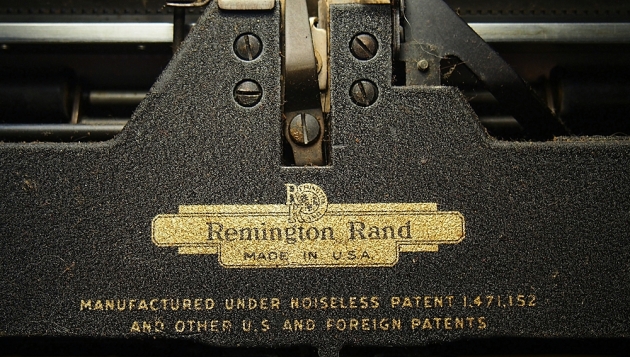 Remington Rand
MADE IN U.S.A.
MANUFACTURED UNDER NOISELESS PATENT 1,471,152
AND OTHER U.S AND FOREIGN PATENTS